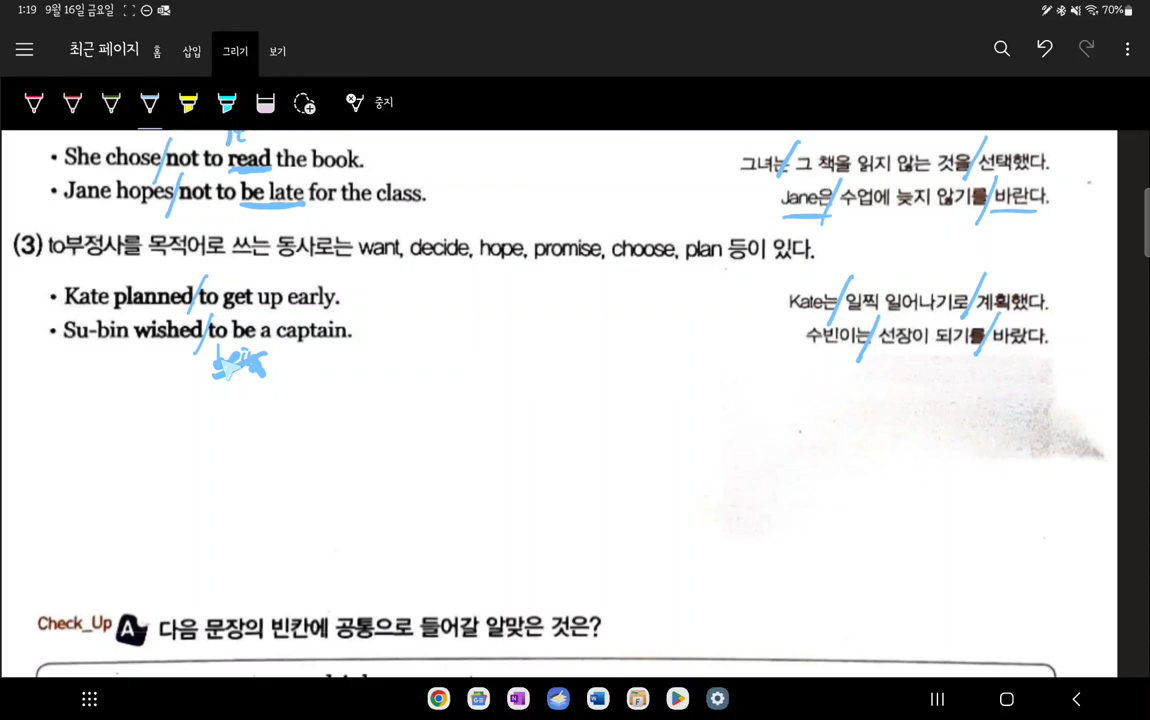 1:19 9월 16일 금요일 70%
최근 페이지 홈 삽입 그리기 보기
중지
• She chose not to read the book. 그녀는 그 책을 읽지 않는 것을 선택했다.
• Jane hopes not to be late for the class. Jane은 수업에 늦지 않기를 바란다.
(3) to부정사를 목적어로 쓰는 동사로는 want, decide, hope, promise, choose, plan 등이 있다.
• Kate planned to get up early. Kate는 일찍 일어나기로 계획했다.
• Su-bin wished to be a captain. 수빈이는 선장이 되기를 바랐다.
Check_Up A 다음 문장의 빈칸에 공통으로 들어갈 알맞은 것은?